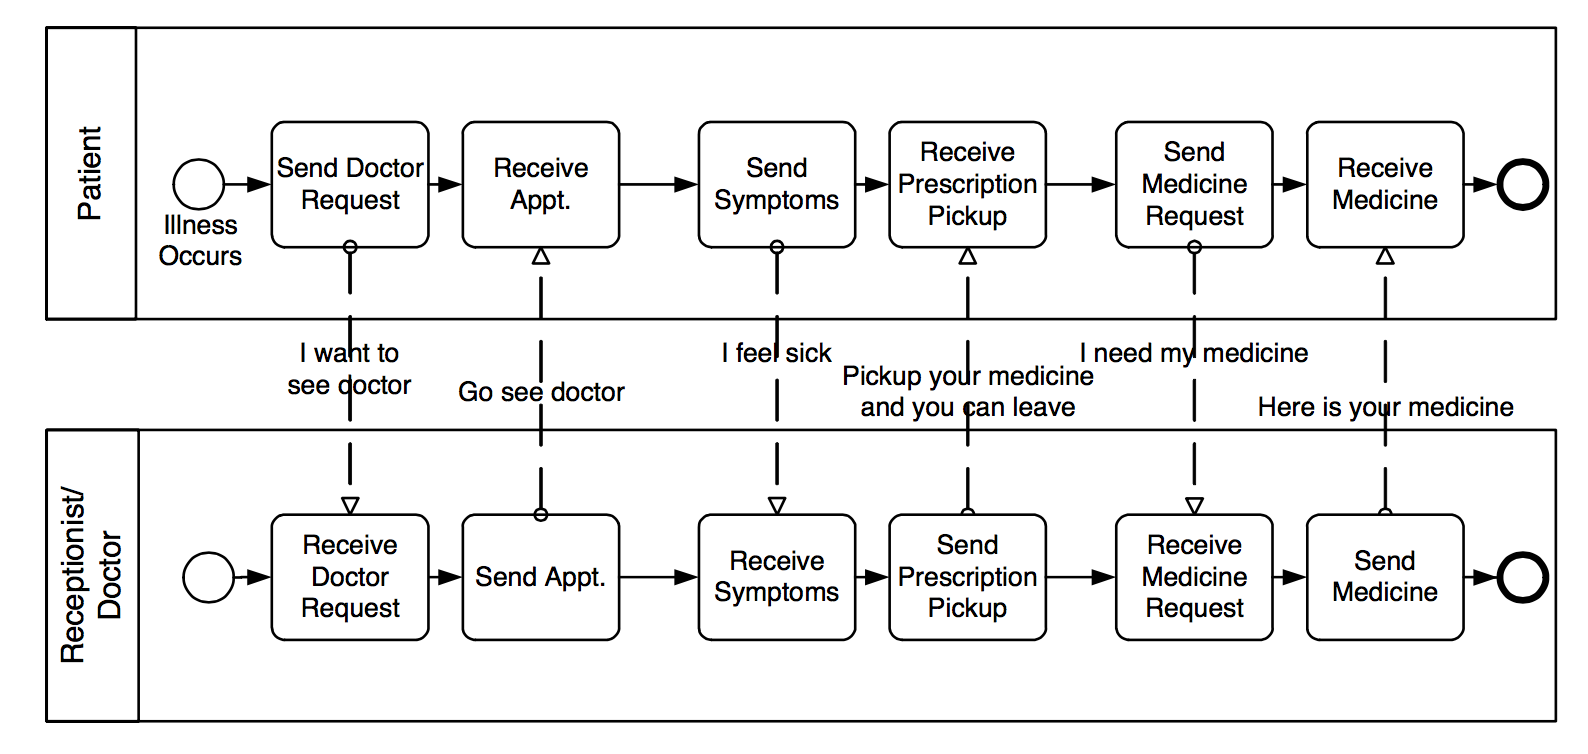 Patient
Illness
Occurs
Send Doctor
Request
Receive
Appt.
Send
Symptoms
Receive
Prescription
Pickup
Send
Medicine
Request
Receive
Medicine
I want to
see doctor
Go see doctor
I feel sick
Pickup your medicine
and you can leave
I need my medicine
Here is your medicine
Receptionist/
Doctor
Receive
Doctor
Request
Send Appt.
Receive
Symptoms
Send
Prescription
Pickup
Receive
Medicine
Request
Send
Medicine